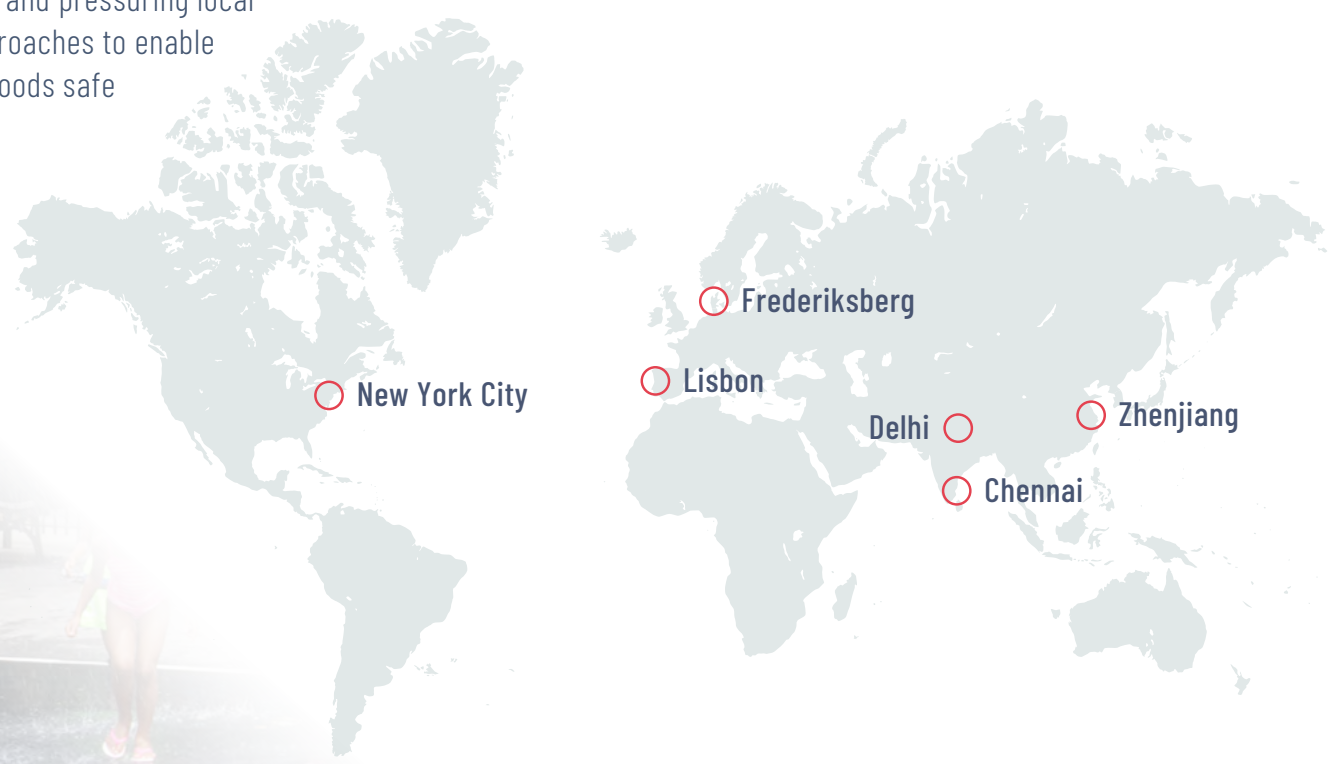 and pressuring local
roaches to enable
oods safe
Frederiksberg
Lisbon
New York City
Delhi
Zhenjiang
Chennai